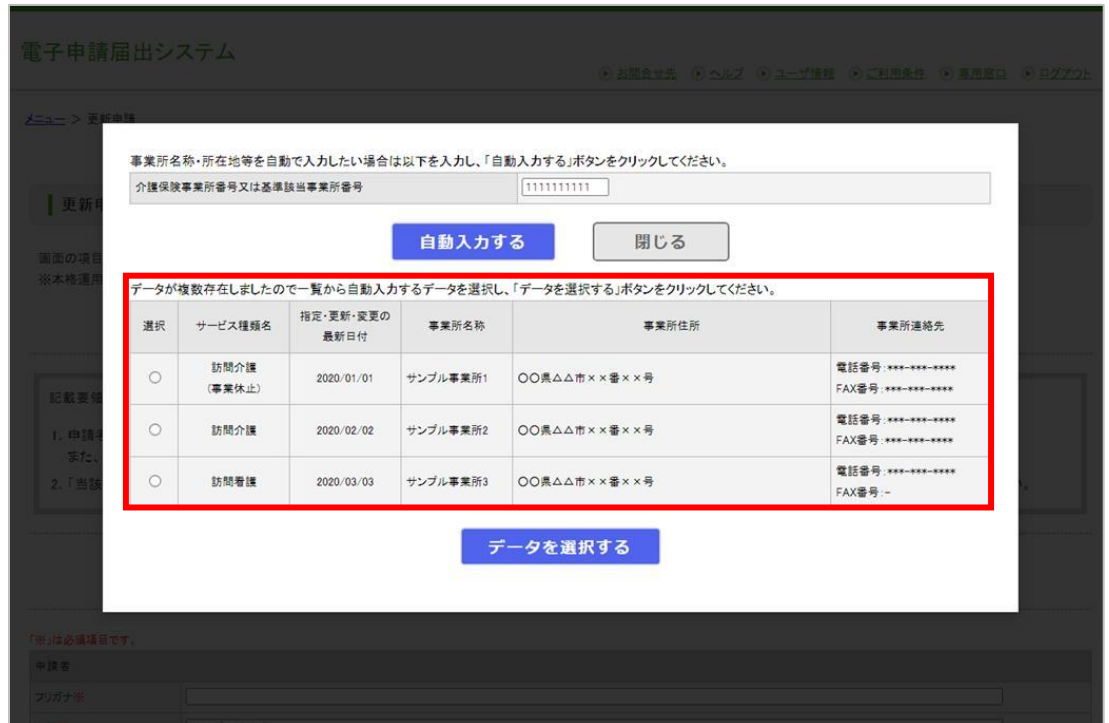 電子申請届出システム
お問合せ先 ヘルプ ユーザ情報 ご利用条件 専用窓口 ログアウト
メニュー > 更新申請
事業所名称・所在地等を自動で入力したい場合は以下を入力し、「自動入力する」ボタンをクリックしてください。
介護保険事業所番号又は基準該当事業所番号 1111111111
更新申
自動入力する 閉じる
画面の項目
※本格運用
データが複数存在しましたので一覧から自動入力するデータを選択し、「データを選択する」ボタンをクリックしてください。
選択 サービス種類名 指定・更新・変更の最新日付 事業所名称 事業所住所 事業所連絡先
訪問介護 (事業休止) 2020/01/01 サンプル事業所1 〇〇県△△市××番××号 電話番号:***-***-****
FAX番号:***-***-****
訪問介護 2020/02/02 サンプル事業所2 〇〇県△△市××番××号 電話番号:***-***-****
FAX番号:***-***-****
訪問看護 2020/03/03 サンプル事業所3 〇〇県△△市××番××号 電話番号:***-***-****
FAX番号:-
記載要領
1. 申請者
また、
2.「当該
い。
データを選択する
「※」は必須項目です。
申請者
フリガナ※